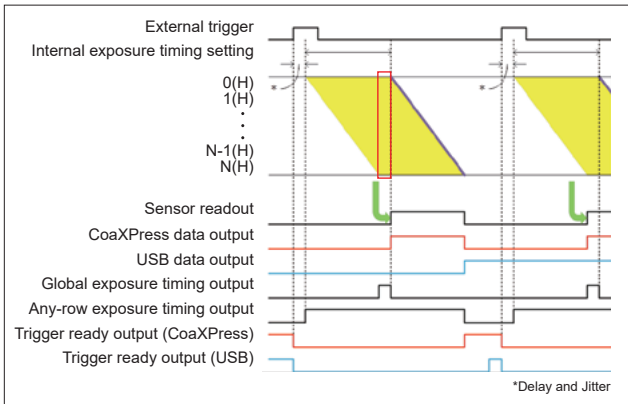 External trigger
Internal exposure timing setting
*
*
0(H)
1(H)
•
•
•
N-1(H)
N(H)
Sensor readout
CoaXPress data output
USB data output
Global exposure timing output
Any-row exposure timing output
Trigger ready output (CoaXPress)
Trigger ready output (USB)
*Delay and Jitter